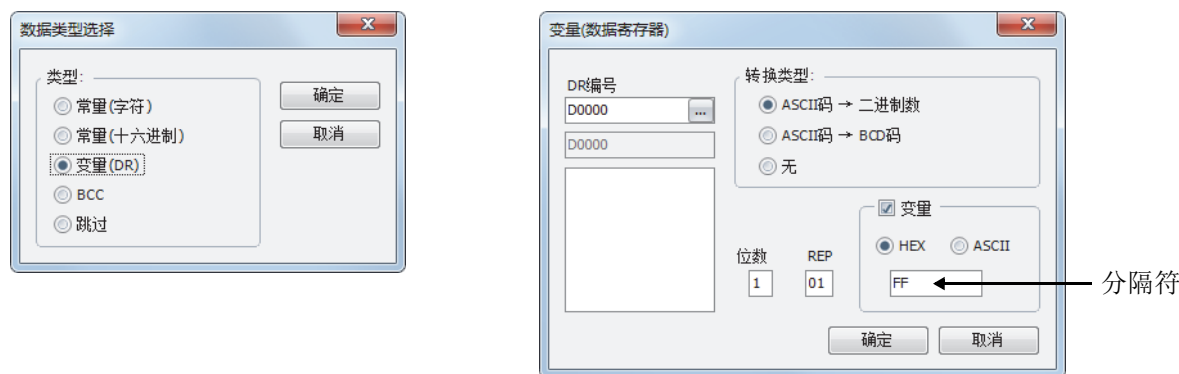 数据类型选择
类型:
常量(字符)
常量(十六进制)
变量(DR)
BCC
跳过
确定
取消
变量(数据寄存器)
DR编号
D0000
...
D0000
转换类型:
ASCII码 → 二进制数
ASCII码 → BCD码
无
变量
HEX ASCII
位数 REP
1 01
FF
分隔符
确定 取消